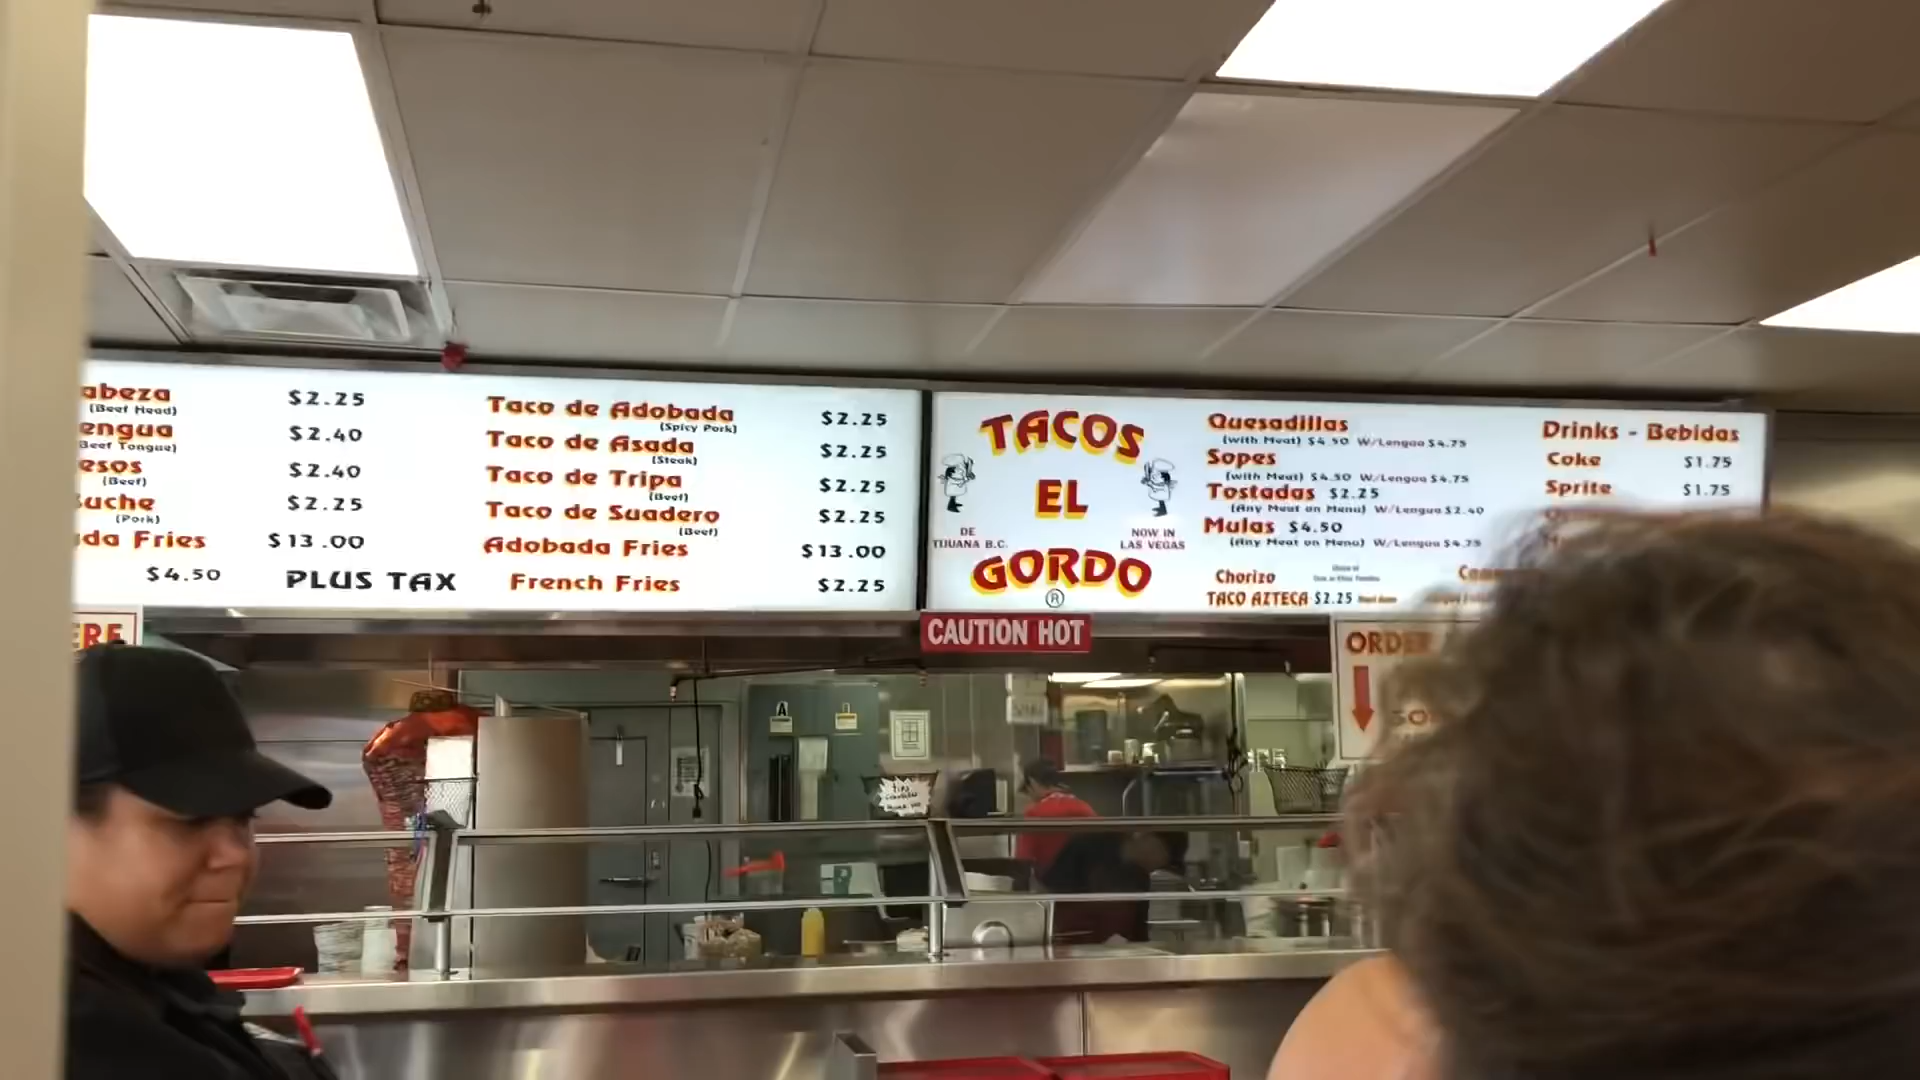 abeza $2.25
(Beef Head)
engua $2.40
Beef Tongue)
esos $2.40
(Beef)
Buche $2.25
(Pork)
da Fries $13.00
$4.50 PLUS TAX
Taco de Adobada $2.25
(Spicy Pork)
Taco de Asada $2.25
(Steak)
Taco de Tripa $2.25
(Beef)
Taco de Suadero $2.25
(Beef)
Adobada Fries $13.00
French Fries $2.25
TACOS
EL
GORDO
®
DE
TIJUANA B.C.
NOW IN
LAS VEGAS
Quesadillas
(with Meat) $4.50 W/Lengua $4.75
Sopes
(with Meat) $4.50 W/Lengua $4.75
Tostadas $2.25
(Any Meat on Menu) W/Lengua $2.40
Mulas $4.50
(Any Meat on Menu) W/Lengua $4.75
Chorizo
TACO AZTECA $2.25
Drinks - Bebidas
Coke $1.75
Sprite $1.75
ERE
CAUTION HOT
ORDER
A